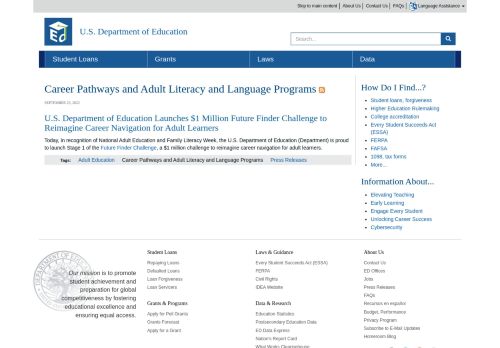 Skip to main content | About Us | Contact Us | FAQs | Language Assistance
ED
U.S. Department of Education
Search...
Student Loans
Grants
Laws
Data
Career Pathways and Adult Literacy and Language Programs
SEPTEMBER 23, 2022
U.S. Department of Education Launches $1 Million Future Finder Challenge to
Reimagine Career Navigation for Adult Learners
Today, in recognition of National Adult Education and Family Literacy Week, the U.S. Department of Education (Department) is proud
to launch Stage 1 of the Future Finder Challenge, a $1 million challenge to reimagine career navigation for adult learners.
Tags: Adult Education Career Pathways and Adult Literacy and Language Programs Press Releases
How Do I Find...?
Student loans, forgiveness
Higher Education Rulemaking
College accreditation
Every Student Succeeds Act
(ESSA)
FERPA
FAFSA
1098, tax forms
More...
Information About...
Elevating Teaching
Early Learning
Engage Every Student
Unlocking Career Success
Cybersecurity
Our mission is to promote
student achievement and
preparation for global
competitiveness by fostering
educational excellence and
ensuring equal access.
Student Loans
Repaying Loans
Defaulted Loans
Loan Forgiveness
Loan Servicers
Grants & Programs
Apply for Pell Grants
Grants Forecast
Apply for a Grant
Laws & Guidance
Every Student Succeeds Act (ESSA)
FERPA
Civil Rights
IDEA Website
Data & Research
Education Statistics
Postsecondary Education Data
ED Data Express
Nation's Report Card
What Works Clearinghouse
About Us
Contact Us
ED Offices
Jobs
Press Releases
FAQs
Recursos en español
Budget, Performance
Privacy Program
Subscribe to E-Mail Updates
Homeroom Blog